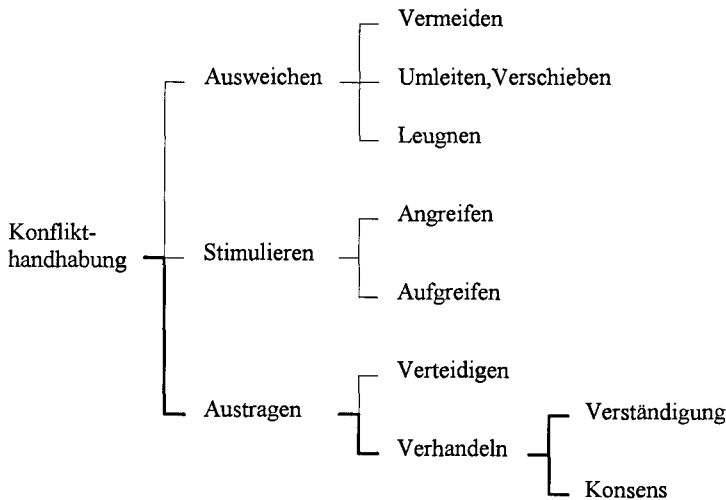 Vermeiden
Ausweichen
Umleiten,Verschieben
Leugnen
Konflikt-
handhabung
Stimulieren
Angreifen
Aufgreifen
Austragen
Verteidigen
Verhandeln
Verständigung
Konsens